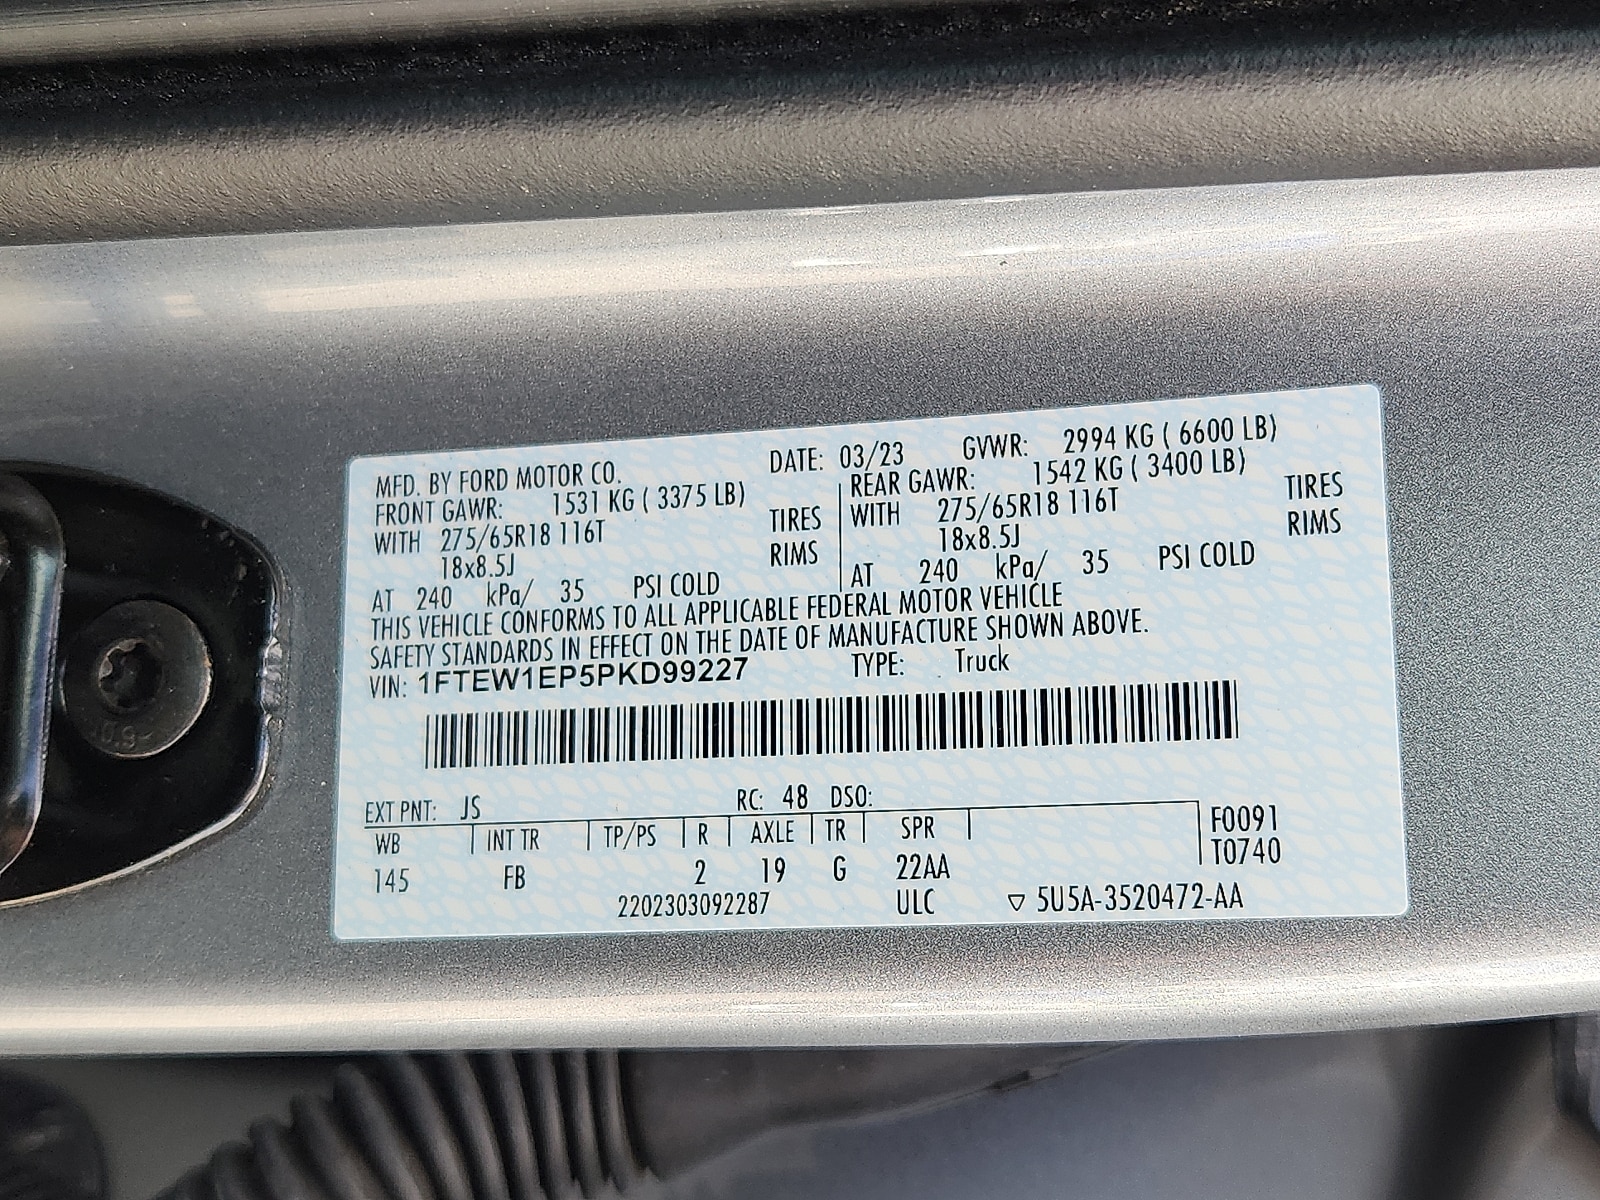 MFD. BY FORD MOTOR CO. DATE: 03/23 GVWR: 2994 KG ( 6600 LB)
FRONT GAWR: 1531 KG ( 3375 LB) REAR GAWR: 1542 KG ( 3400 LB)
WITH 275/65R18 116T TIRES WITH 275/65R18 116T TIRES
18x8.5J RIMS 18x8.5J RIMS
AT 240 kPa/ 35 PSI COLD AT 240 kPa/ 35 PSI COLD
THIS VEHICLE CONFORMS TO ALL APPLICABLE FEDERAL MOTOR VEHICLE
SAFETY STANDARDS IN EFFECT ON THE DATE OF MANUFACTURE SHOWN ABOVE.
VIN: 1FTEW1EP5PKD99227 TYPE: Truck
EXT PNT: JS RC: 48 DSO:
WB INT TR TP/PS R AXLE TR SPR F0091
145 FB 2 19 G 22AA T0740
2202303092287 ULC ▽ 5U5A-3520472-AA